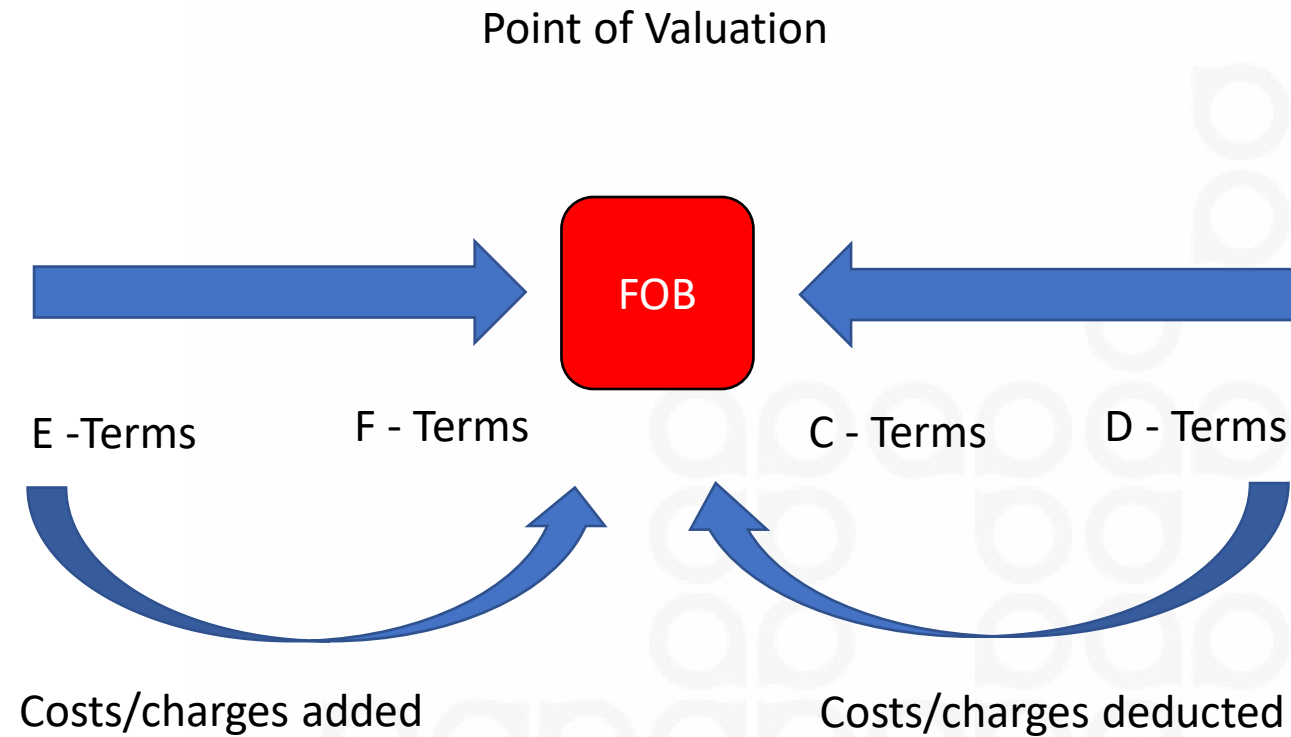 Point of Valuation
FOB
E -Terms
F - Terms
C - Terms
D - Terms
Costs/charges added
Costs/charges deducted